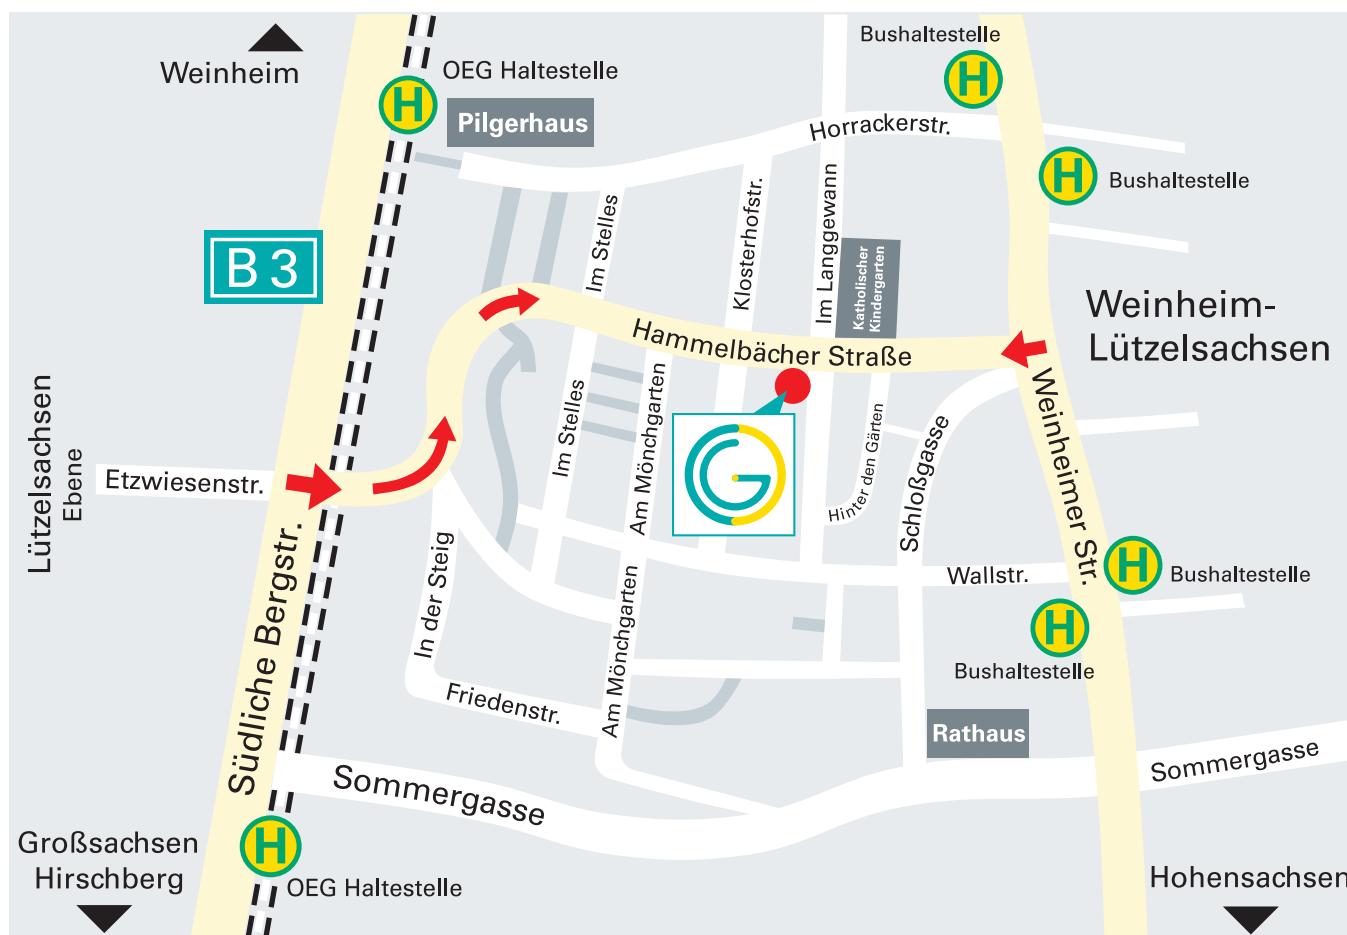 Weinheim
H
OEG Haltestelle
Pilgerhaus
Bushaltestelle
H
Horrackerstr.
H
Bushaltestelle
B 3
Im Stelles
Klosterhofstr.
Im Langgewann
Katholischer
Kindergarten
Weinheim-
Lützelsachsen
Hammelbächer Straße
Lützelsachsen
Ebene
Etzwiesenstr.
Im Stelles
Am Mönchgarten
Hinter den Gärten
Schloßgasse
Weinheimer Str.
Südliche Bergstr.
In der Steig
Wallstr.
H
Bushaltestelle
H
Bushaltestelle
Am Mönchgarten
Friedenstr.
Rathaus
Sommergasse
Sommergasse
Großsachsen
Hirschberg
H
OEG Haltestelle
Hohensachsen